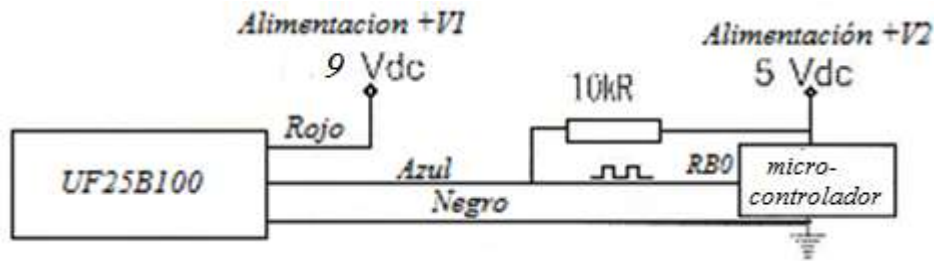 Alimentacion +V1
9 Vdc
Alimentación +V2
5 Vdc
10kR
Rojo
UF25B100
Azul
RB0
micro-
controlador
Negro